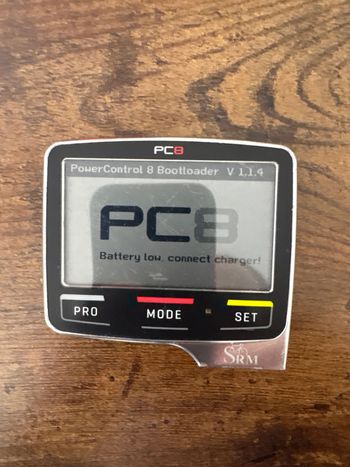 PC8
PowerControl 8 Bootloader V 1.1.4
PC8
Battery low, connect charger!
PRO
MODE
SET
SRM